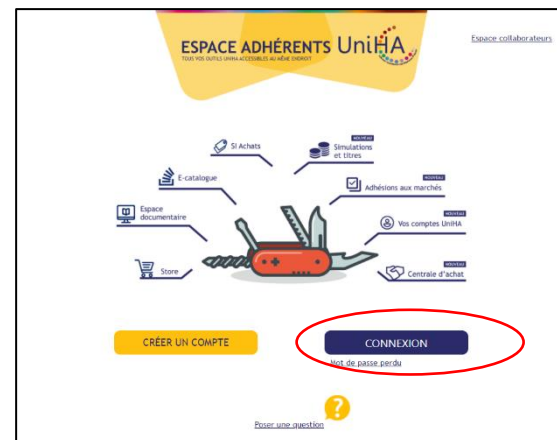 ESPACE ADHÉRENTS UniHA
TOUS VOS OUTILS UNIHA ACCESSIBLES AU MÊME ENDROIT
Espace collaborateurs
SI Achats
NOUVEAU
Simulations
et titres
E-catalogue
NOUVEAU
Adhésions aux marchés
Espace
documentaire
NOUVEAU
Vos comptes UniHA
Store
NOUVEAU
Centrale d'achat
CRÉER UN COMPTE
CONNEXION
Mot de passe perdu
?
Poser une question